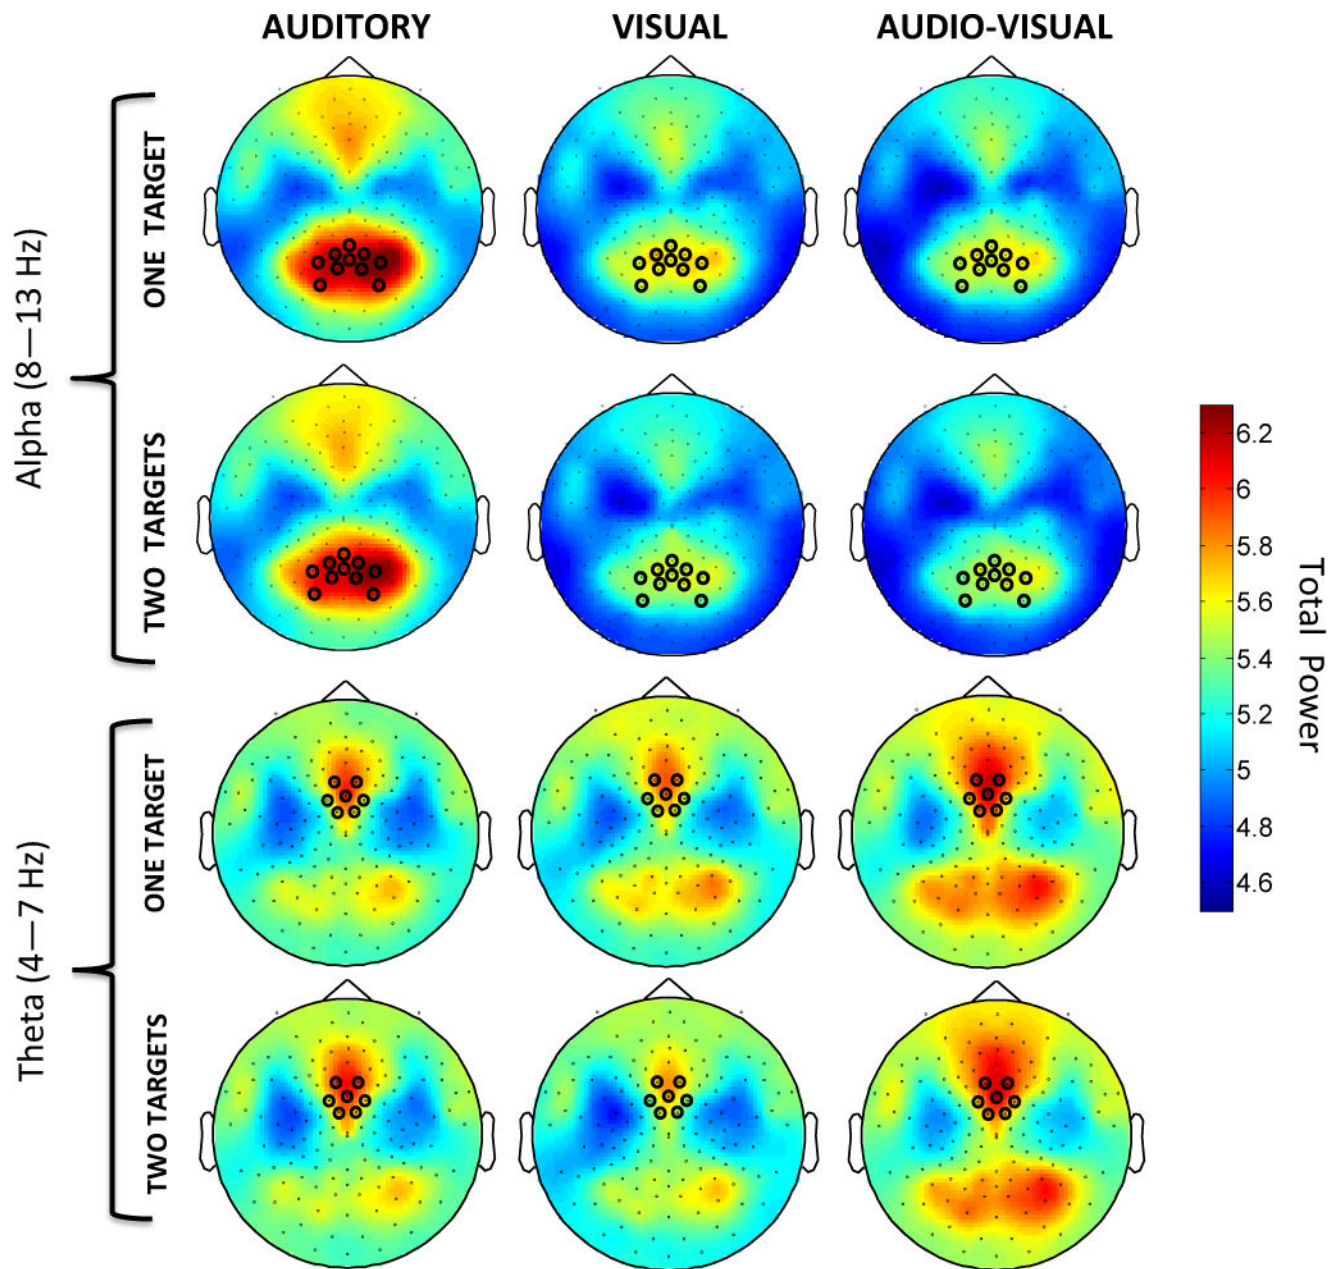 AUDITORY VISUAL AUDIO-VISUAL
Alpha (8—13 Hz)
ONE TARGET
TWO TARGETS
Theta (4—7 Hz)
ONE TARGET
TWO TARGETS
6.2
6
5.8
5.6
5.4
5.2
5
4.8
4.6
Total Power